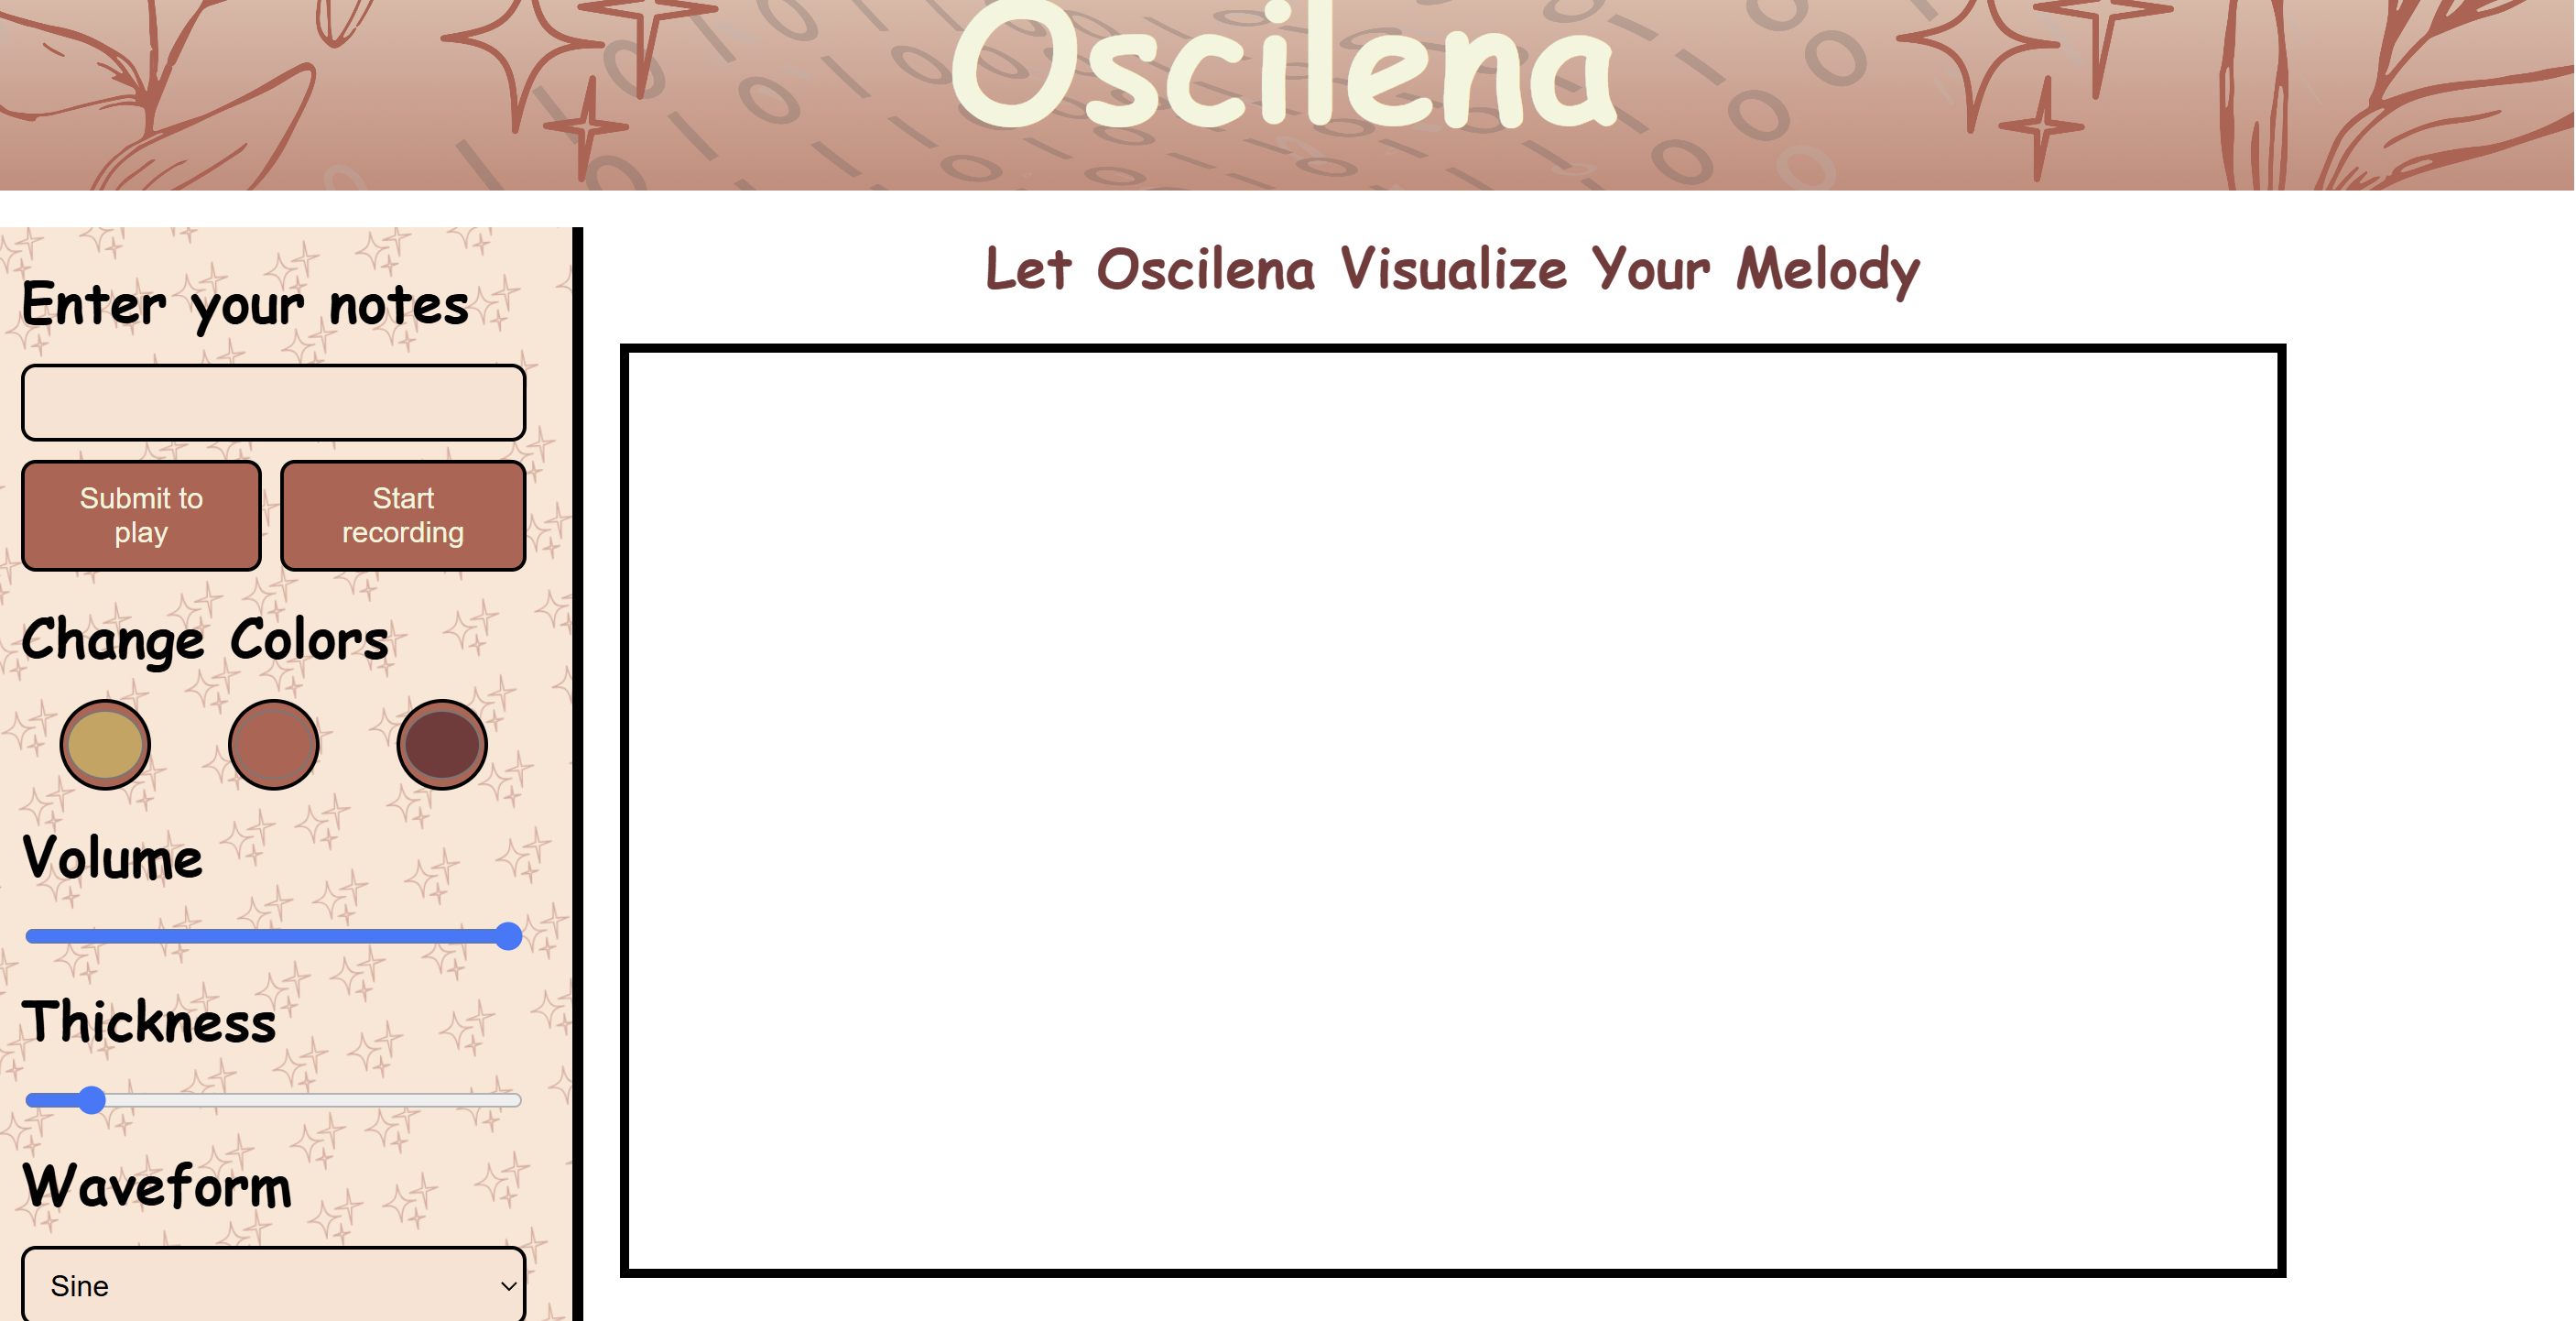 Oscilena
Let Oscilena Visualize Your Melody
Enter your notes
Submit to
play
Start
recording
Change Colors
Volume
Thickness
Waveform
Sine